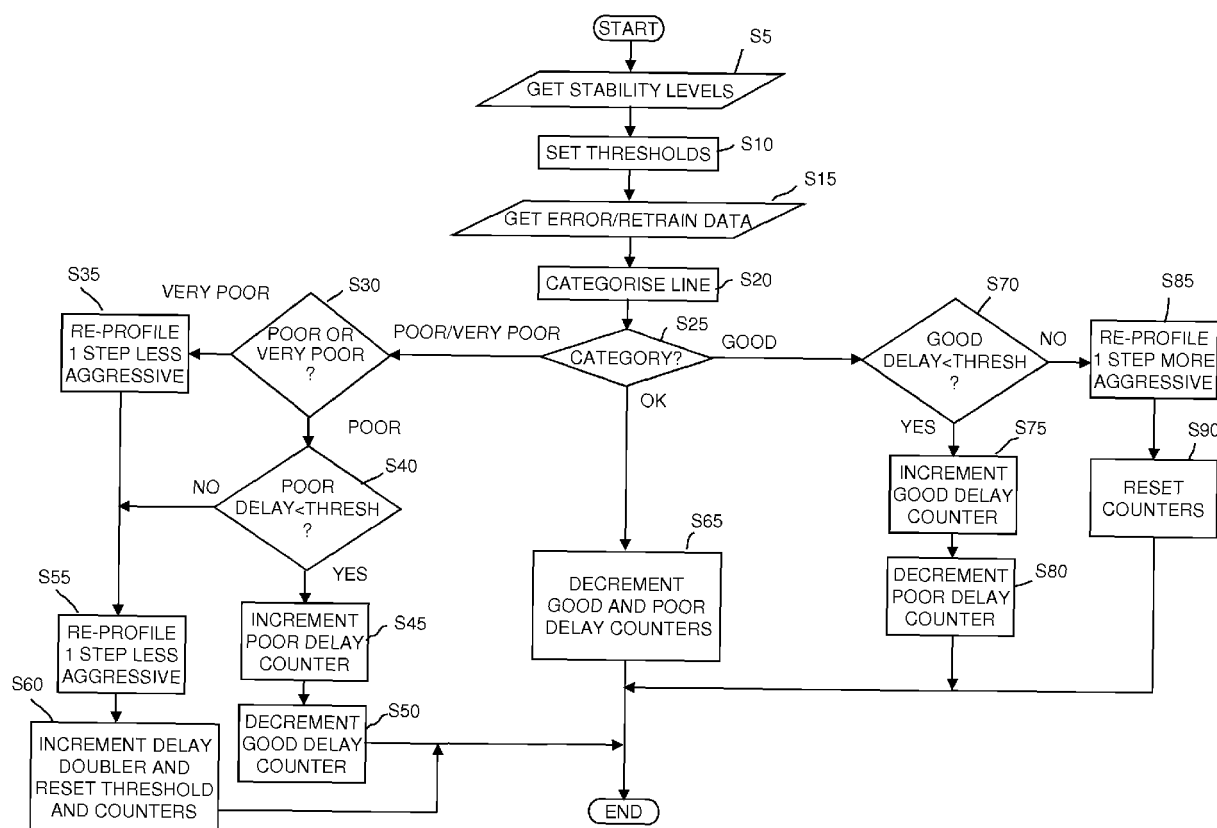 START
S5
GET STABILITY LEVELS
SET THRESHOLDS
S10
S15
GET ERROR/RETRAIN DATA
CATEGORISE LINE
S20
S35
VERY POOR
S30
RE-PROFILE
1 STEP LESS
AGGRESSIVE
POOR OR
VERY POOR
?
POOR/VERY POOR
S25
CATEGORY?
GOOD
OK
S70
GOOD
DELAY<THRESH
?
NO
S85
RE-PROFILE
1 STEP MORE
AGGRESSIVE
POOR
S40
NO
POOR
DELAY<THRESH
?
YES
YES
S75
INCREMENT
GOOD DELAY
COUNTER
S90
RESET
COUNTERS
S55
RE-PROFILE
1 STEP LESS
AGGRESSIVE
INCREMENT
POOR DELAY
COUNTER
S45
S65
DECREMENT
GOOD AND POOR
DELAY COUNTERS
DECREMENT
POOR DELAY
COUNTER
S80
S60
INCREMENT DELAY
DOUBLER AND
RESET THRESHOLD
AND COUNTERS
DECREMENT
GOOD DELAY
COUNTER
S50
END